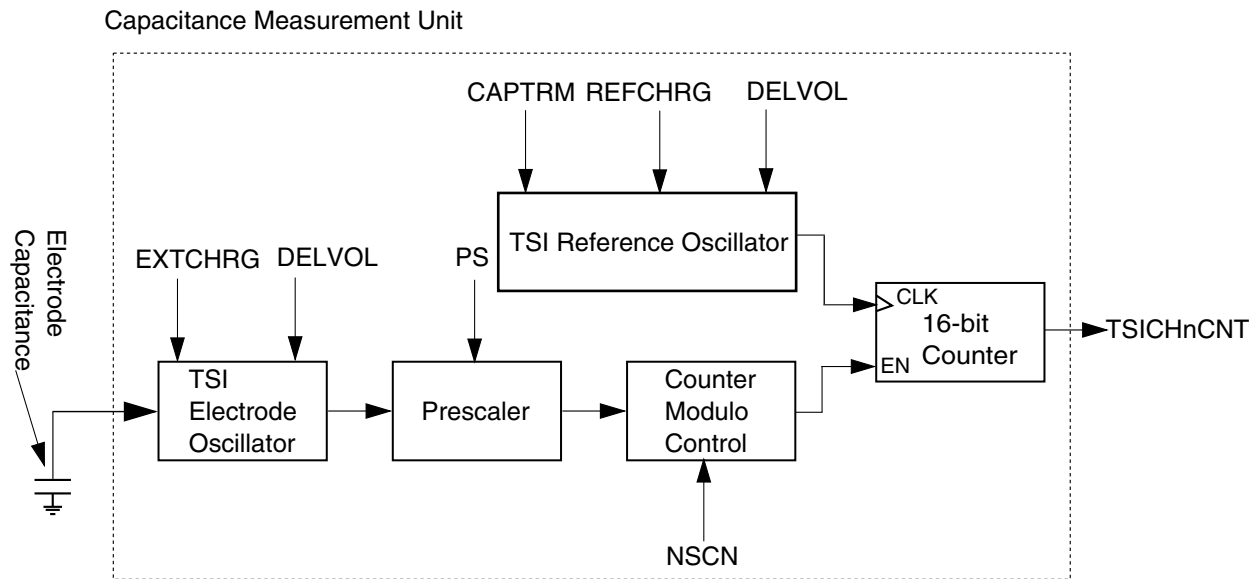 Capacitance Measurement Unit
CAPTRM REFCHRG DELVOL
TSI Reference Oscillator
Electrode
Capacitance
EXTCHRG DELVOL
PS
CLK
16-bit
Counter
EN
TSICHnCNT
TSI
Electrode
Oscillator
Prescaler
Counter
Modulo
Control
NSCN